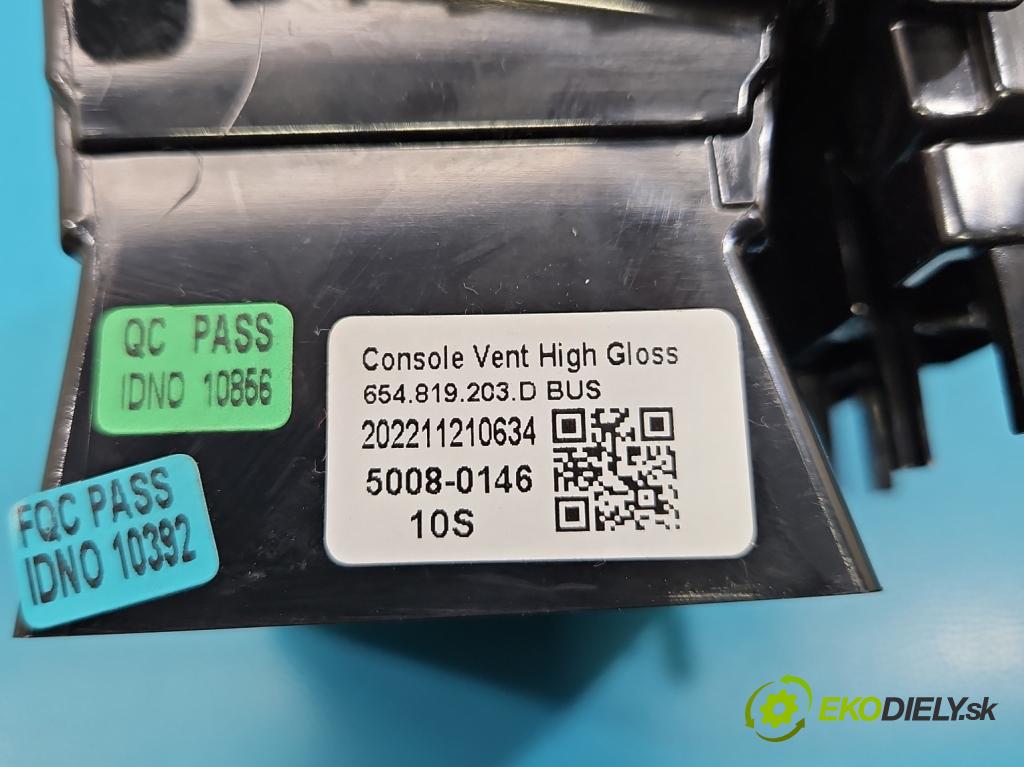 QC PASS
IDNO 10856
FQC PASS
IDNO 10392
Console Vent High Gloss
654.819.203.D BUS
202211210634
5008-0146
10S
EKODIELY.sk